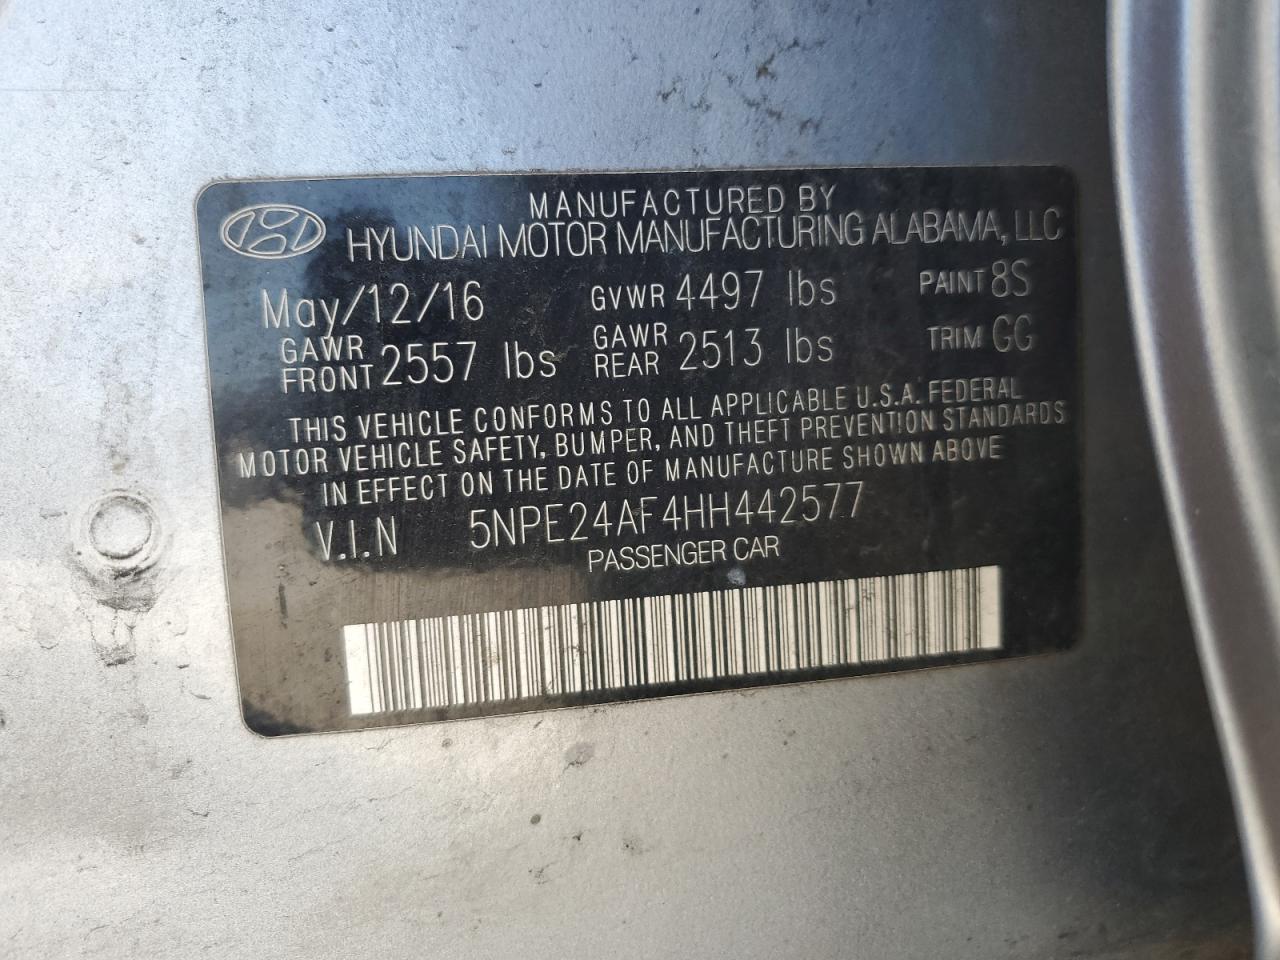 MANUFACTURED BY
HYUNDAI MOTOR MANUFACTURING ALABAMA, LLC
May/12/16 GVWR 4497 lbs PAINT 8S
GAWR FRONT 2557 lbs GAWR REAR 2513 lbs TRIM GG
THIS VEHICLE CONFORMS TO ALL APPLICABLE U.S.A. FEDERAL
MOTOR VEHICLE SAFETY, BUMPER, AND THEFT PREVENTION STANDARDS
IN EFFECT ON THE DATE OF MANUFACTURE SHOWN ABOVE
V.I.N 5NPE24AF4HH442577
PASSENGER CAR